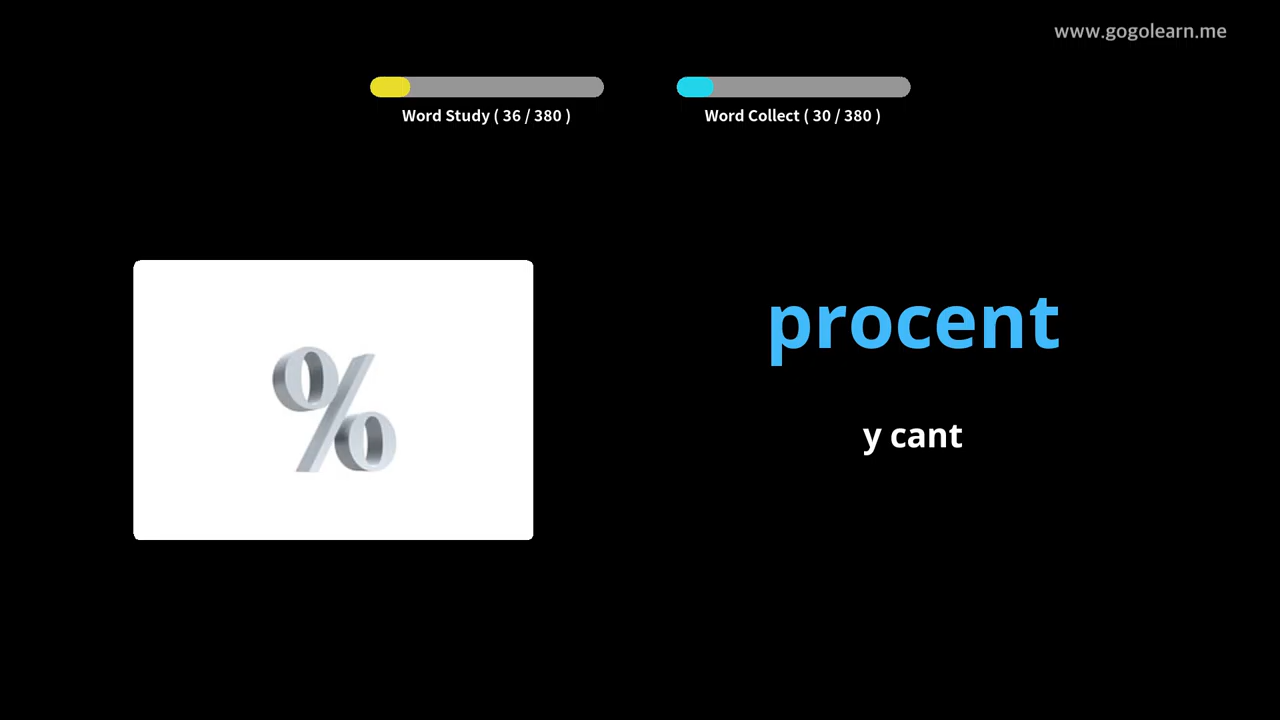 www.gogolearn.me
Word Study ( 36 / 380 )
Word Collect ( 30 / 380 )
%
procent
y cant